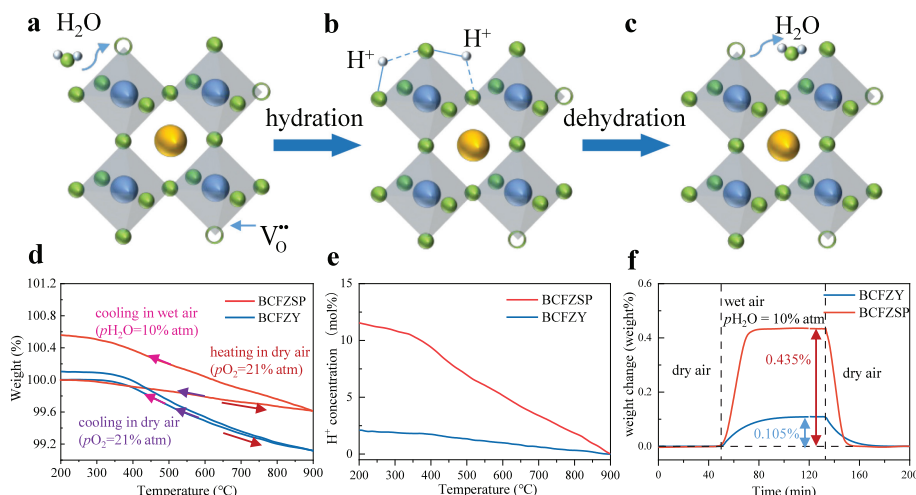 a
H₂O
b
H⁺
H⁺
c
H₂O
hydration
dehydration
V_O^••
d
101.2
100.8
100.4
100.0
99.6
99.2
Weight (%)
BCFZSP
BCFZY
cooling in wet air
(pH₂O=10% atm)
heating in dry air
(pO₂=21% atm)
cooling in dry air
(pO₂=21% atm)
200 300 400 500 600 700 800 900
Temperature (℃)
e
15
10
5
0
H⁺ concentration (mol%)
BCFZSP
BCFZY
200 300 400 500 600 700 800 900
Temperature (℃)
f
0.6
0.4
0.2
0.0
weight change (weight%)
BCFZY
BCFZSP
wet air
pH₂O = 10% atm
dry air
dry air
0.435%
0.105%
0 40 80 120 160 200
Time (min)